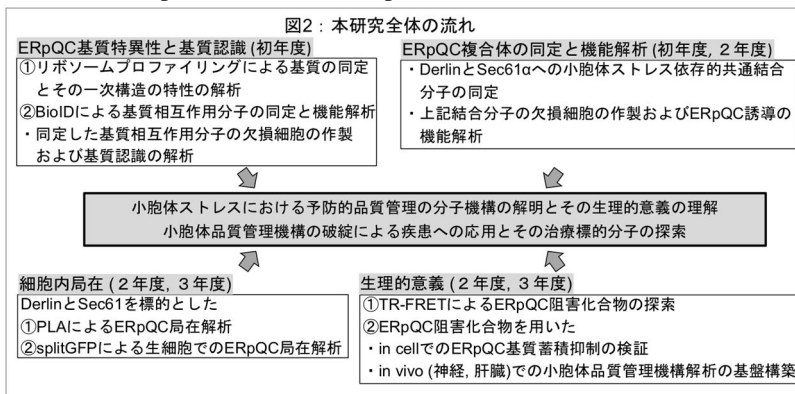 図2：本研究全体の流れ
ERpQC基質特異性と基質認識 (初年度)
①リボソームプロファイリングによる基質の同定
とその一次構造の特性の解析
②BioIDによる基質相互作用分子の同定と機能解析
・同定した基質相互作用分子の欠損細胞の作製
および基質認識の解析
ERpQC複合体の同定と機能解析 (初年度, 2年度)
・DerlinとSec61αへの小胞体ストレス依存的共通結合
分子の同定
・上記結合分子の欠損細胞の作製およびERpQC誘導の
機能解析
小胞体ストレスにおける予防的品質管理の分子機構の解明とその生理的意義の理解
小胞体品質管理機構の破綻による疾患への応用とその治療標的分子の探索
細胞内局在 (2年度, 3年度)
DerlinとSec61を標的とした
①PLAによるERpQC局在解析
②splitGFPによる生細胞でのERpQC局在解析
生理的意義 (2年度, 3年度)
①TR-FRETによるERpQC阻害化合物の探索
②ERpQC阻害化合物を用いた
・in cellでのERpQC基質蓄積抑制の検証
・in vivo (神経, 肝臓)での小胞体品質管理機構解析の基盤構築